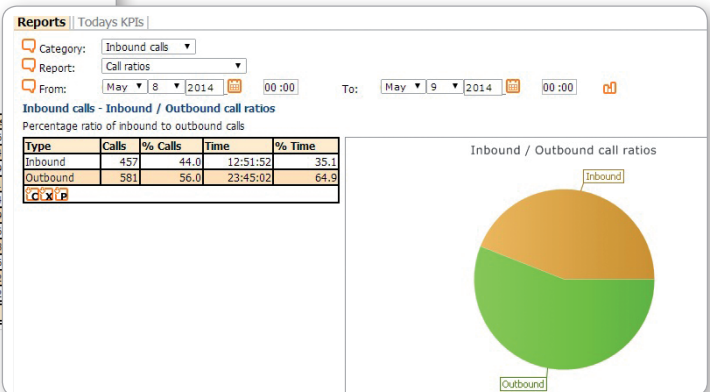 Reports | Todays KPIs |
Category: Inbound calls
Report: Call ratios
From: May 8 2014 00 :00 To: May 9 2014 00 :00
Inbound calls - Inbound / Outbound call ratios
Percentage ratio of inbound to outbound calls
Type Calls % Calls Time % Time
Inbound 457 44.0 12:51:52 35.1
Outbound 581 56.0 23:45:02 64.9
C X P
Inbound / Outbound call ratios
Inbound
Outbound